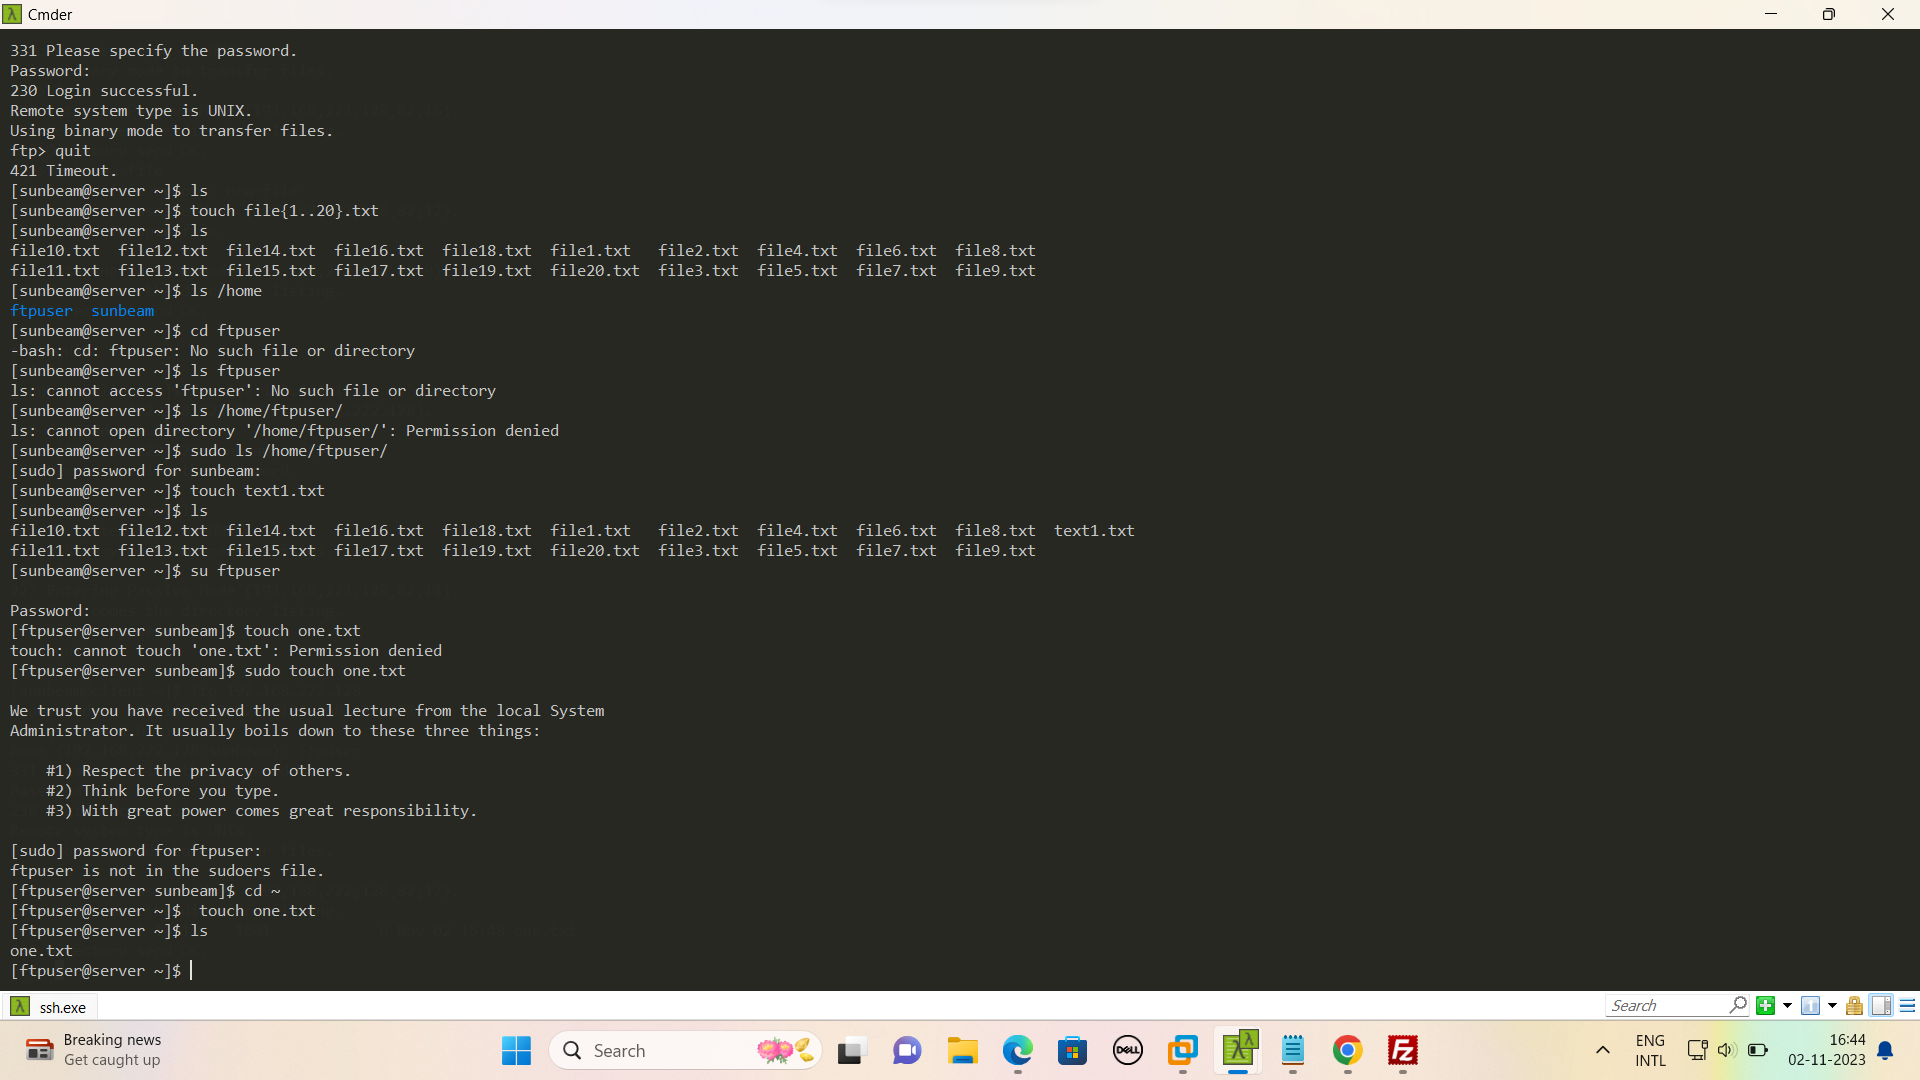 Cmder
331 Please specify the password.
Password:
230 Login successful.
Remote system type is UNIX.
Using binary mode to transfer files.
ftp> quit
421 Timeout.
[sunbeam@server ~]$ ls
[sunbeam@server ~]$ touch file{1..20}.txt
[sunbeam@server ~]$ ls
file10.txt  file12.txt  file14.txt  file16.txt  file18.txt  file1.txt   file2.txt  file4.txt  file6.txt  file8.txt
file11.txt  file13.txt  file15.txt  file17.txt  file19.txt  file20.txt  file3.txt  file5.txt  file7.txt  file9.txt
[sunbeam@server ~]$ ls /home
ftpuser  sunbeam
[sunbeam@server ~]$ cd ftpuser
-bash: cd: ftpuser: No such file or directory
[sunbeam@server ~]$ ls ftpuser
ls: cannot access 'ftpuser': No such file or directory
[sunbeam@server ~]$ ls /home/ftpuser/
ls: cannot open directory '/home/ftpuser/': Permission denied
[sunbeam@server ~]$ sudo ls /home/ftpuser/
[sudo] password for sunbeam:
[sunbeam@server ~]$ touch text1.txt
[sunbeam@server ~]$ ls
file10.txt  file12.txt  file14.txt  file16.txt  file18.txt  file1.txt   file2.txt  file4.txt  file6.txt  file8.txt  text1.txt
file11.txt  file13.txt  file15.txt  file17.txt  file19.txt  file20.txt  file3.txt  file5.txt  file7.txt  file9.txt
[sunbeam@server ~]$ su ftpuser
Password:
[ftpuser@server sunbeam]$ touch one.txt
touch: cannot touch 'one.txt': Permission denied
[ftpuser@server sunbeam]$ sudo touch one.txt
We trust you have received the usual lecture from the local System
Administrator. It usually boils down to these three things:
#1) Respect the privacy of others.
#2) Think before you type.
#3) With great power comes great responsibility.
[sudo] password for ftpuser:
ftpuser is not in the sudoers file.
[ftpuser@server sunbeam]$ cd ~
[ftpuser@server ~]$  touch one.txt
[ftpuser@server ~]$ ls
one.txt
[ftpuser@server ~]$
ssh.exe
Search
Breaking news
Get caught up
Search
DELL
ENG
INTL
16:44
02-11-2023